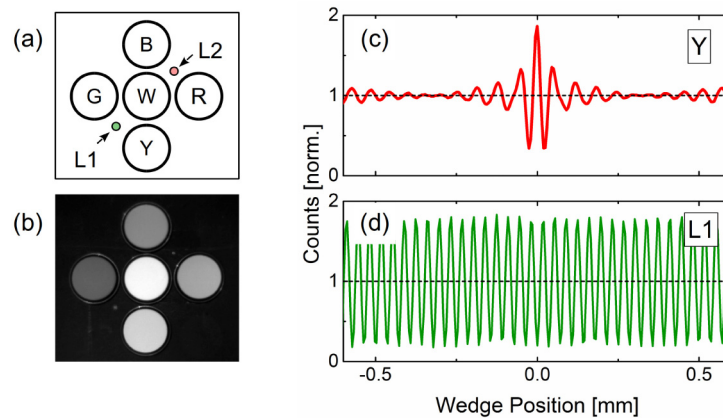 (a)
B
L2
G
W
R
L1
Y
(b)
(c)
Y
2
1
0
Counts [norm.]
(d)
L1
2
1
0
-0.5
0.0
0.5
Wedge Position [mm]